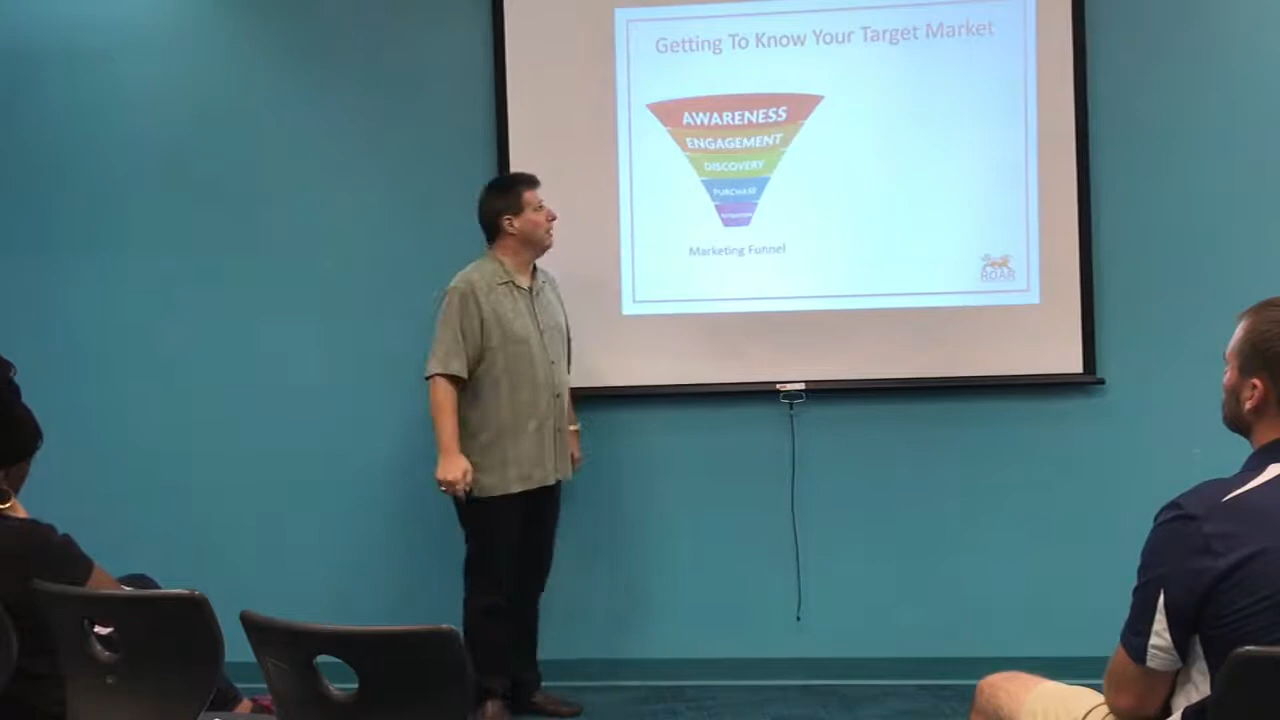 Getting To Know Your Target Market
AWARENESS
ENGAGEMENT
DISCOVERY
PURCHASE
Marketing Funnel
ROAR